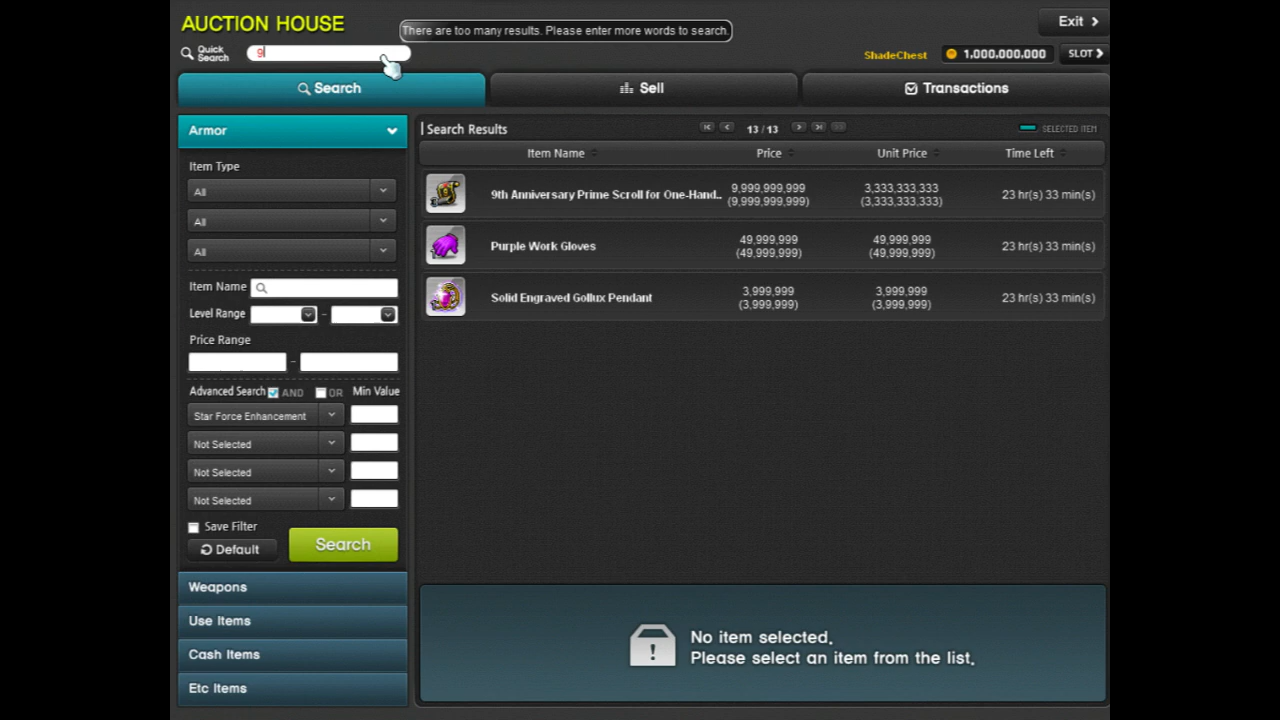 AUCTION HOUSE
There are too many results. Please enter more words to search.
Exit
Quick
Search
9
ShadeChest
1,000,000,000
SLOT
Search
Sell
Transactions
Armor
Search Results
13 / 13
SELECTED ITEM
Item Name
Price
Unit Price
Time Left
Item Type
All
All
All
9th Anniversary Prime Scroll for One-Hand..
9,999,999,999
(9,999,999,999)
3,333,333,333
(3,333,333,333)
23 hr(s) 33 min(s)
Purple Work Gloves
49,999,999
(49,999,999)
49,999,999
(49,999,999)
23 hr(s) 33 min(s)
Solid Engraved Gollux Pendant
3,999,999
(3,999,999)
3,999,999
(3,999,999)
23 hr(s) 33 min(s)
Item Name
Level Range
-
Price Range
-
Advanced Search AND OR Min Value
Star Force Enhancement
Not Selected
Not Selected
Not Selected
Save Filter
Default
Search
Weapons
Use Items
Cash Items
Etc Items
No item selected.
Please select an item from the list.